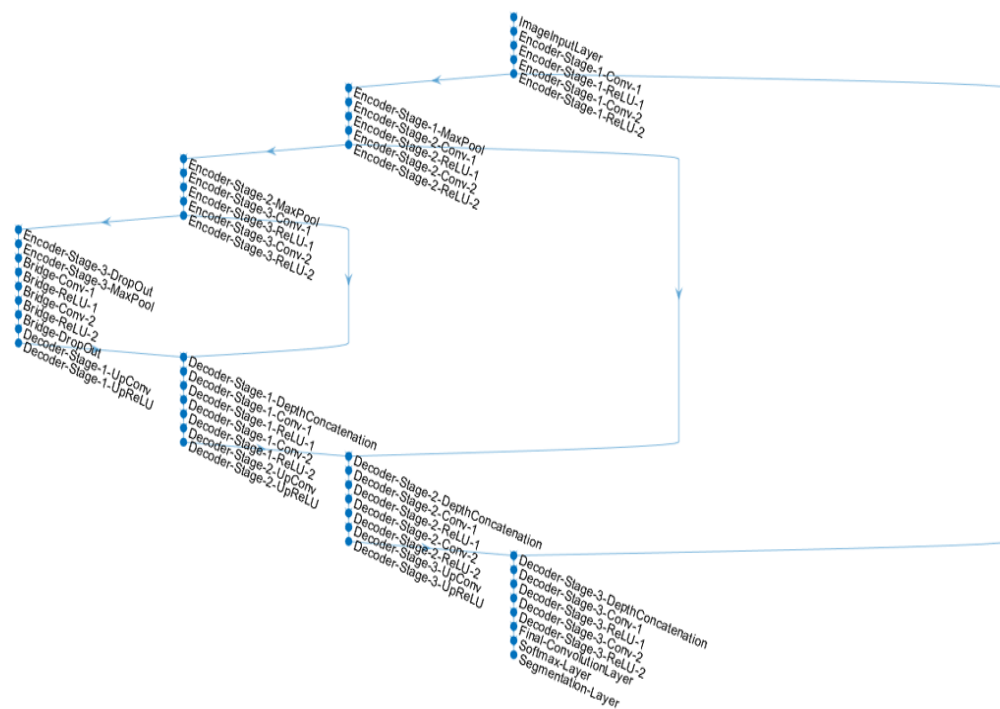 ImageInputLayer
Encoder-Stage-1-Conv-1
Encoder-Stage-1-ReLU-1
Encoder-Stage-1-Conv-2
Encoder-Stage-1-ReLU-2
Encoder-Stage-1-MaxPool
Encoder-Stage-2-Conv-1
Encoder-Stage-2-ReLU-1
Encoder-Stage-2-Conv-2
Encoder-Stage-2-ReLU-2
Encoder-Stage-2-MaxPool
Encoder-Stage-3-Conv-1
Encoder-Stage-3-ReLU-1
Encoder-Stage-3-Conv-2
Encoder-Stage-3-ReLU-2
Encoder-Stage-3-DropOut
Encoder-Stage-3-MaxPool
Bridge-Conv-1
Bridge-ReLU-1
Bridge-Conv-2
Bridge-ReLU-2
Bridge-DropOut
Decoder-Stage-1-UpConv
Decoder-Stage-1-UpReLU
Decoder-Stage-1-DepthConcatenation
Decoder-Stage-1-Conv-1
Decoder-Stage-1-ReLU-1
Decoder-Stage-1-Conv-2
Decoder-Stage-1-ReLU-2
Decoder-Stage-2-UpConv
Decoder-Stage-2-UpReLU
Decoder-Stage-2-DepthConcatenation
Decoder-Stage-2-Conv-1
Decoder-Stage-2-ReLU-1
Decoder-Stage-2-Conv-2
Decoder-Stage-2-ReLU-2
Decoder-Stage-3-UpConv
Decoder-Stage-3-UpReLU
Decoder-Stage-3-DepthConcatenation
Decoder-Stage-3-Conv-1
Decoder-Stage-3-ReLU-1
Decoder-Stage-3-Conv-2
Decoder-Stage-3-ReLU-2
Final-ConvolutionLayer
Softmax-Layer
Segmentation-Layer